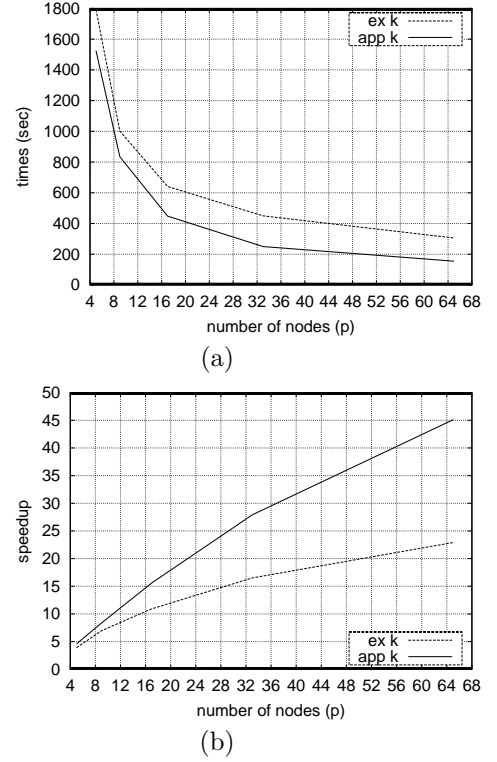 1800
1600
1400
1200
1000
800
600
400
200
0
times (sec)
ex k
app k
4 8 12 16 20 24 28 32 36 40 44 48 52 56 60 64 68
number of nodes (p)
(a)
50
45
40
35
30
25
20
15
10
5
0
speedup
ex k
app k
4 8 12 16 20 24 28 32 36 40 44 48 52 56 60 64 68
number of nodes (p)
(b)